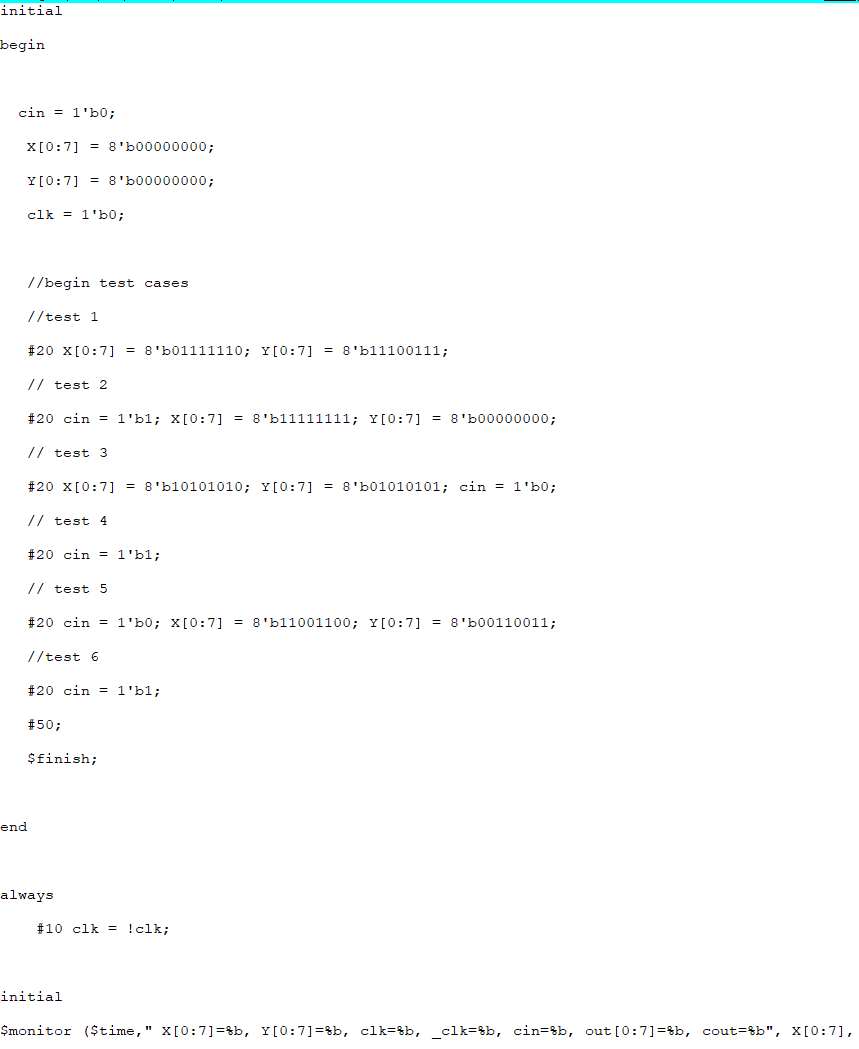 initial
begin
cin = 1'b0;
X[0:7] = 8'b00000000;
Y[0:7] = 8'b00000000;
clk = 1'b0;
//begin test cases
//test 1
#20 X[0:7] = 8'b01111110; Y[0:7] = 8'b11100111;
// test 2
#20 cin = 1'b1; X[0:7] = 8'b11111111; Y[0:7] = 8'b00000000;
// test 3
#20 X[0:7] = 8'b10101010; Y[0:7] = 8'b01010101; cin = 1'b0;
// test 4
#20 cin = 1'b1;
// test 5
#20 cin = 1'b0; X[0:7] = 8'b11001100; Y[0:7] = 8'b00110011;
//test 6
#20 cin = 1'b1;
#50;
$finish;
end
always
#10 clk = !clk;
initial
$monitor ($time," X[0:7]=%b, Y[0:7]=%b, clk=%b, _clk=%b, cin=%b, out[0:7]=%b, cout=%b", X[0:7],